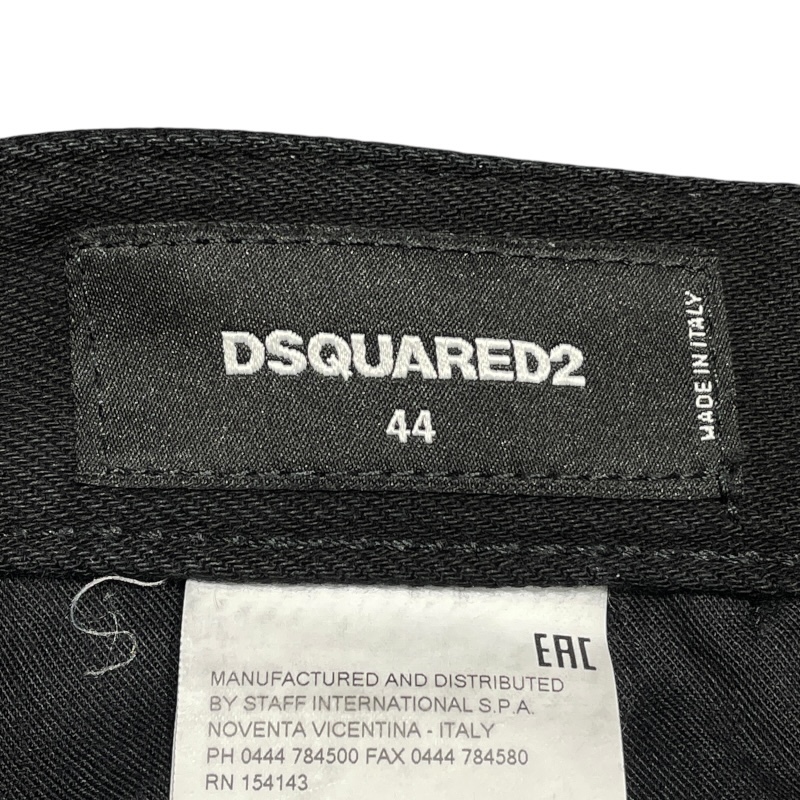 DSQUARED2
44
MADE IN ITALY
EAC
MANUFACTURED AND DISTRIBUTED
BY STAFF INTERNATIONAL S.P.A.
NOVENTA VICENTINA - ITALY
PH 0444 784500 FAX 0444 784580
RN 154143